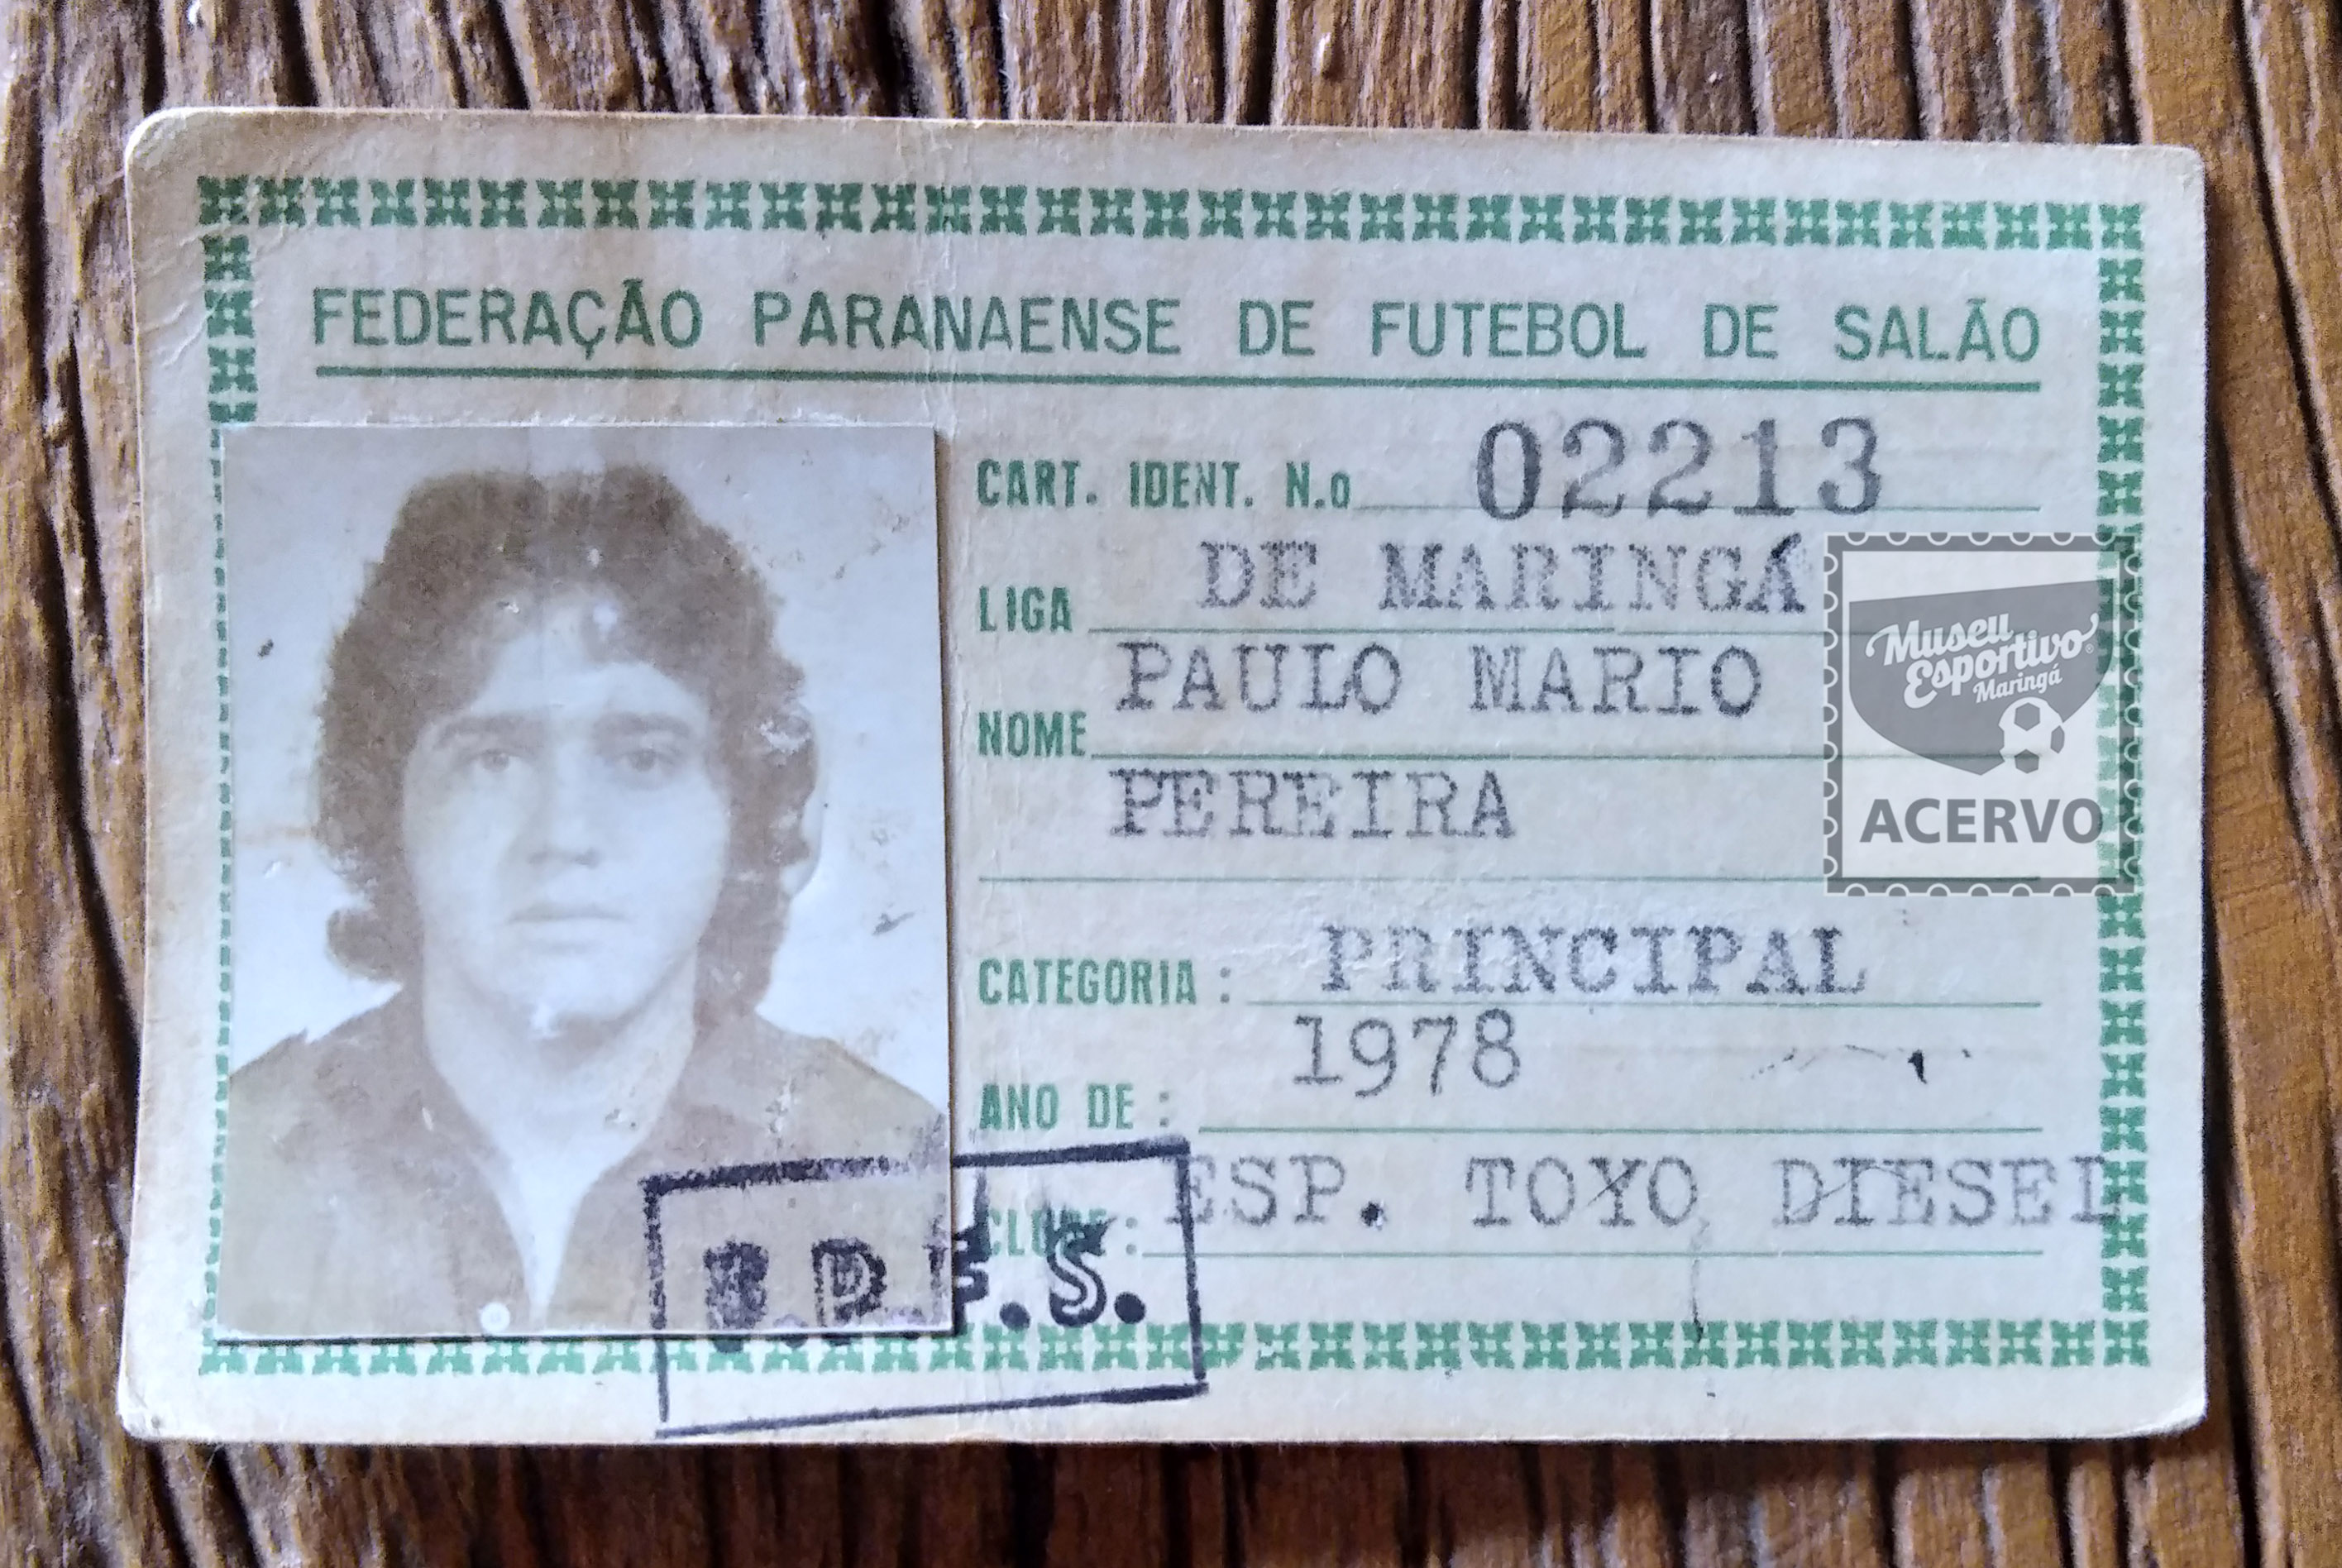 FEDERAÇÃO PARANAENSE DE FUTEBOL DE SALÃO
CART. IDENT. N.o 02213
LIGA DE MARINGÁ
NOME PAULO MARIO
PEREIRA
CATEGORIA : PRINCIPAL
ANO DE : 1978
CLUBE : ESP. TOYO DIESEL
F.S.
Museu
Esportivo
Maringá
ACERVO